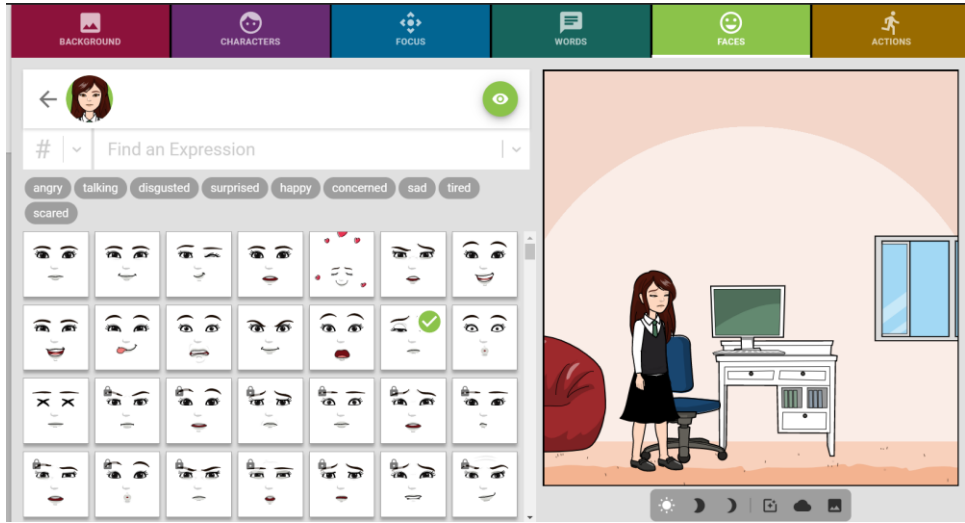 BACKGROUND CHARACTERS FOCUS WORDS FACES ACTIONS
# Find an Expression
angry talking disgusted surprised happy concerned sad tired
scared